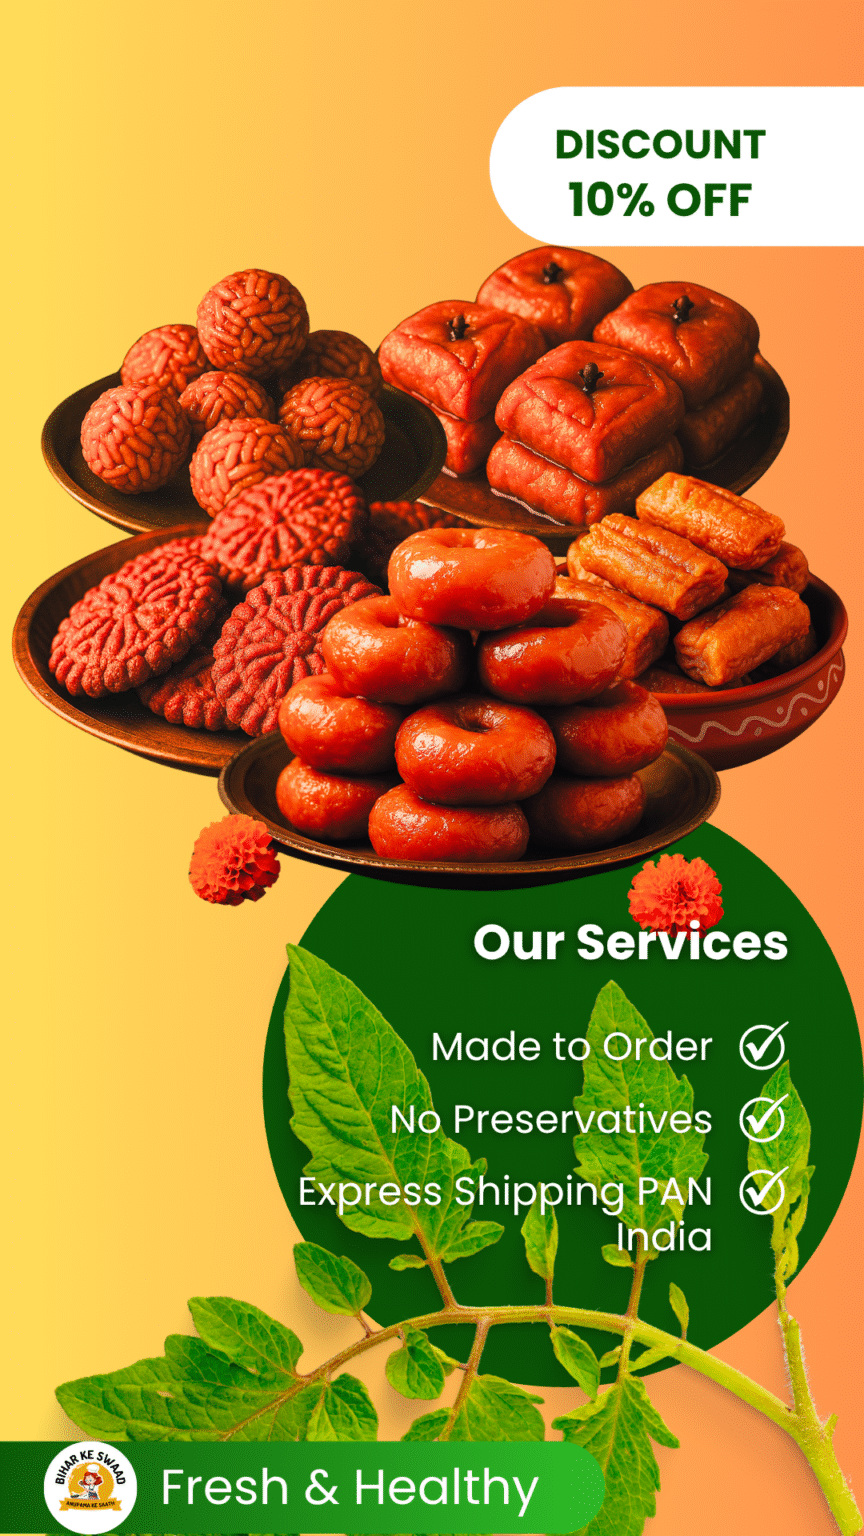 DISCOUNT
10% OFF
Our Services
Made to Order
No Preservatives
Express Shipping PAN
India
BIHAR KE SWAAD
ANUPAMA KE SAATH
Fresh & Healthy